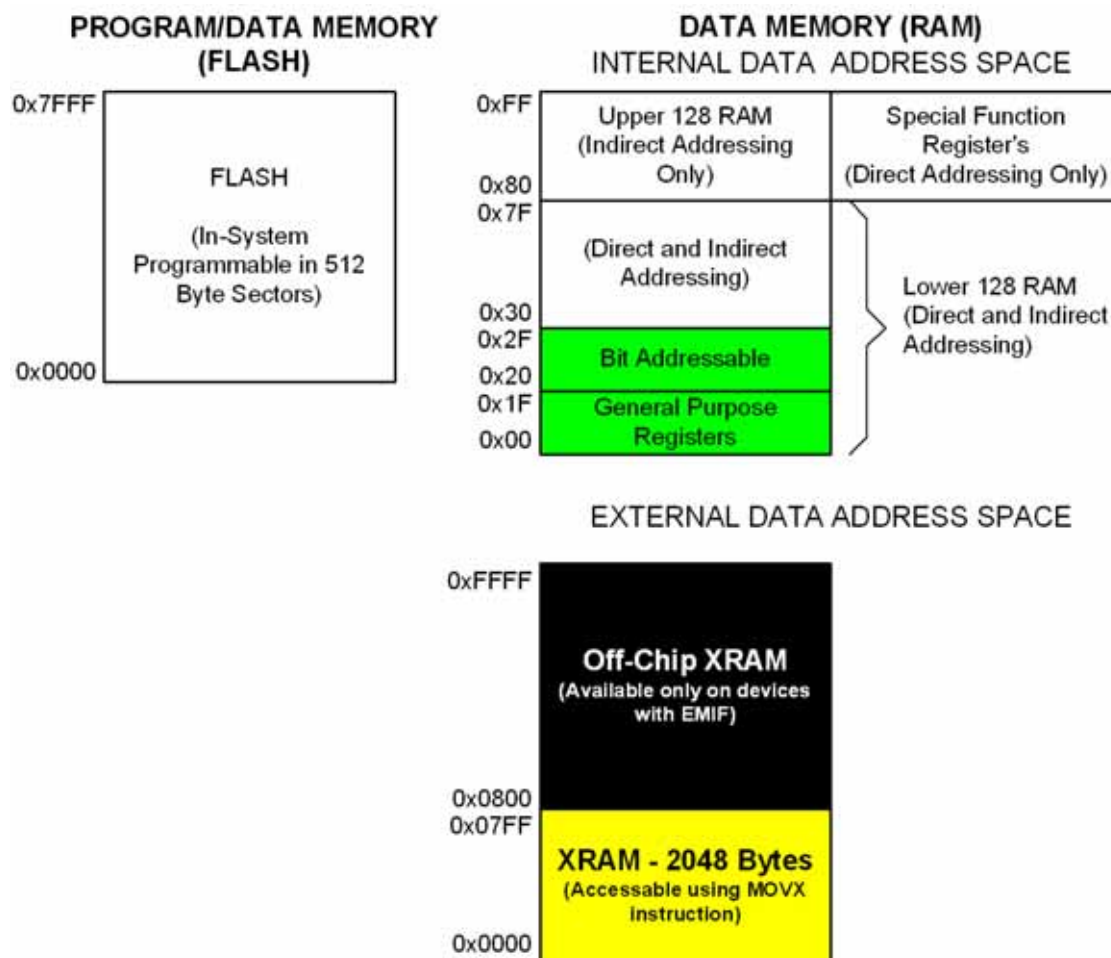 PROGRAM/DATA MEMORY
(FLASH)
0x7FFF
FLASH
(In-System
Programmable in 512
Byte Sectors)
0x0000
DATA MEMORY (RAM)
INTERNAL DATA ADDRESS SPACE
0xFF
Upper 128 RAM
(Indirect Addressing
Only)
0x80
Special Function
Register's
(Direct Addressing Only)
0x7F
(Direct and Indirect
Addressing)
0x30
Lower 128 RAM
(Direct and Indirect
Addressing)
0x2F
Bit Addressable
0x20
0x1F
General Purpose
Registers
0x00
EXTERNAL DATA ADDRESS SPACE
0xFFFF
Off-Chip XRAM
(Available only on devices
with EMIF)
0x0800
0x07FF
XRAM - 2048 Bytes
(Accessable using MOVX
instruction)
0x0000